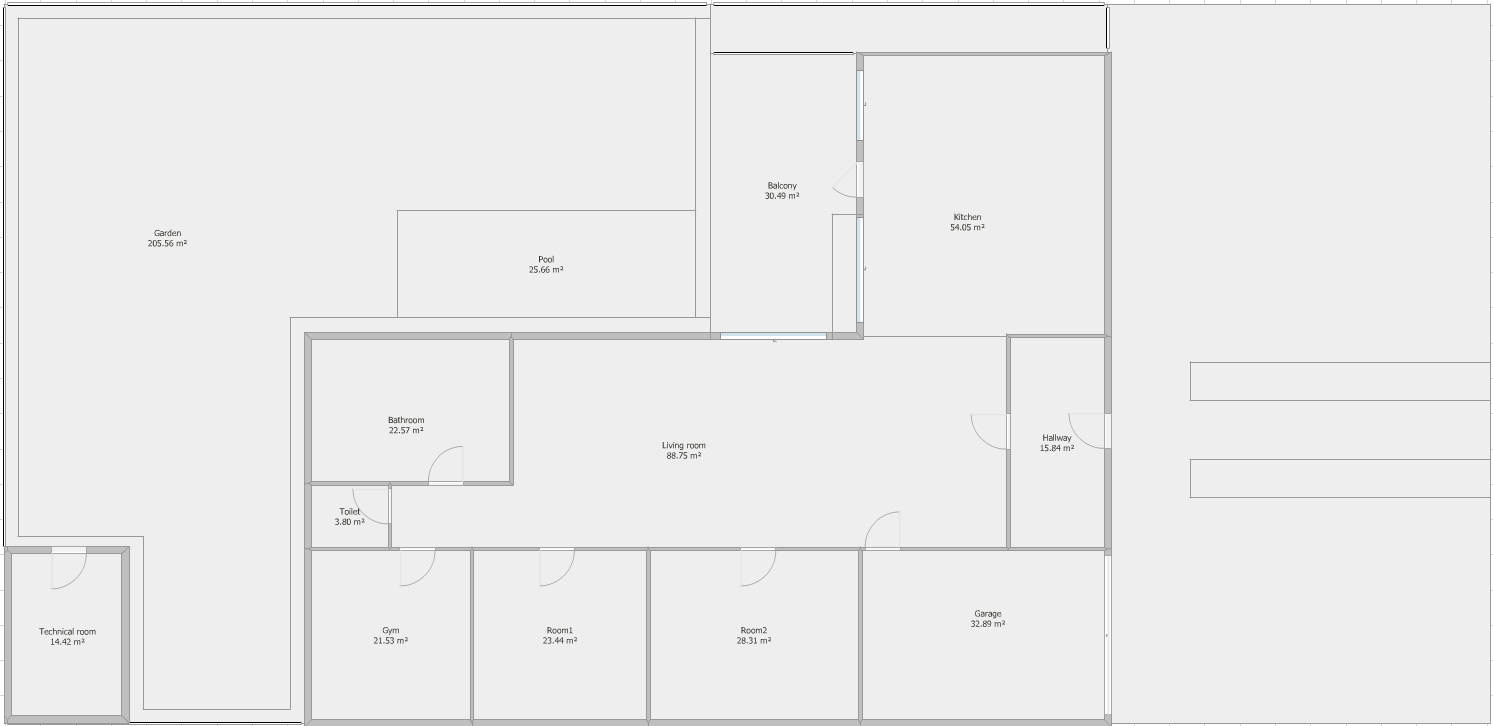 Balcony
30.49 m²
Kitchen
54.05 m²
Garden
205.56 m²
Pool
25.66 m²
Bathroom
22.57 m²
Living room
88.75 m²
Hallway
15.84 m²
Toilet
3.80 m²
Technical room
14.42 m²
Gym
21.53 m²
Room1
23.44 m²
Room2
28.31 m²
Garage
32.89 m²